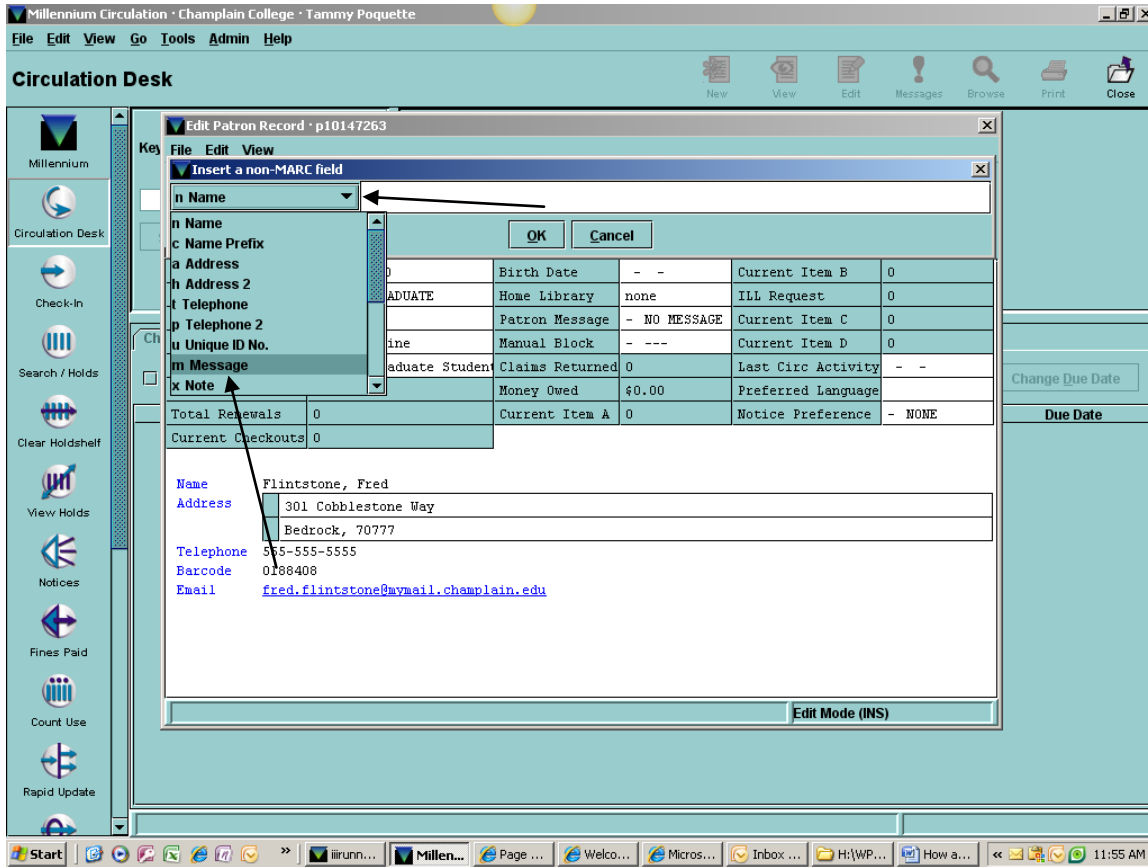 Millennium Circulation · Champlain College · Tammy Poquette
File Edit View Go Tools Admin Help
Circulation Desk
New View Edit Messages Browse Print Close
Millennium
Circulation Desk
Check-In
Search / Holds
Clear Holdshelf
View Holds
Notices
Fines Paid
Count Use
Rapid Update
Key
Edit Patron Record · p10147263
File Edit View
Insert a non-MARC field
n Name
n Name
c Name Prefix
a Address
h Address 2
t Telephone
p Telephone 2
u Unique ID No.
m Message
x Note
OK Cancel
Birth Date - - Current Item B 0
ADUATE Home Library none ILL Request 0
Patron Message - NO MESSAGE Current Item C 0
ine Manual Block - --- Current Item D 0
aduate Student Claims Returned 0 Last Circ Activity - -
Money Owed $0.00 Preferred Language
Total Renewals 0 Current Item A 0 Notice Preference - NONE
Current Checkouts 0
Name Flintstone, Fred
Address 301 Cobblestone Way
Bedrock, 70777
Telephone 555-555-5555
Barcode 0188408
Email fred.flintstone@mymail.champlain.edu
Edit Mode (INS)
Ch
Change Due Date
Due Date
Start » iiirunn... Millen... Page ... Welco... Micros... Inbox ... H:\WP... How a... « 11:55 AM